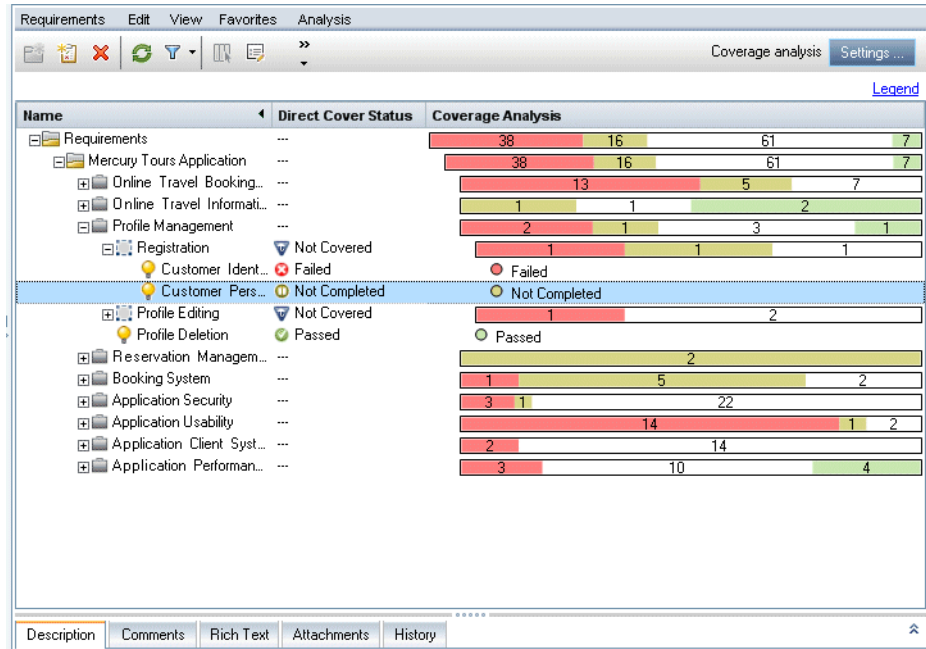 Requirements Edit View Favorites Analysis
» Coverage analysis Settings ...
Legend
Name Direct Cover Status Coverage Analysis
Requirements --- 38 16 61 7
Mercury Tours Application --- 38 16 61 7
Online Travel Booking... --- 13 5 7
Online Travel Informati... --- 1 1 2
Profile Management --- 2 1 3 1
Registration Not Covered 1 1 1
Customer Ident... Failed Failed
Customer Pers... Not Completed Not Completed
Profile Editing Not Covered 1 2
Profile Deletion Passed Passed
Reservation Managem... --- 2
Booking System --- 1 5 2
Application Security --- 3 1 22
Application Usability --- 14 1 2
Application Client Syst... --- 2 14
Application Performan... --- 3 10 4
Description Comments Rich Text Attachments History